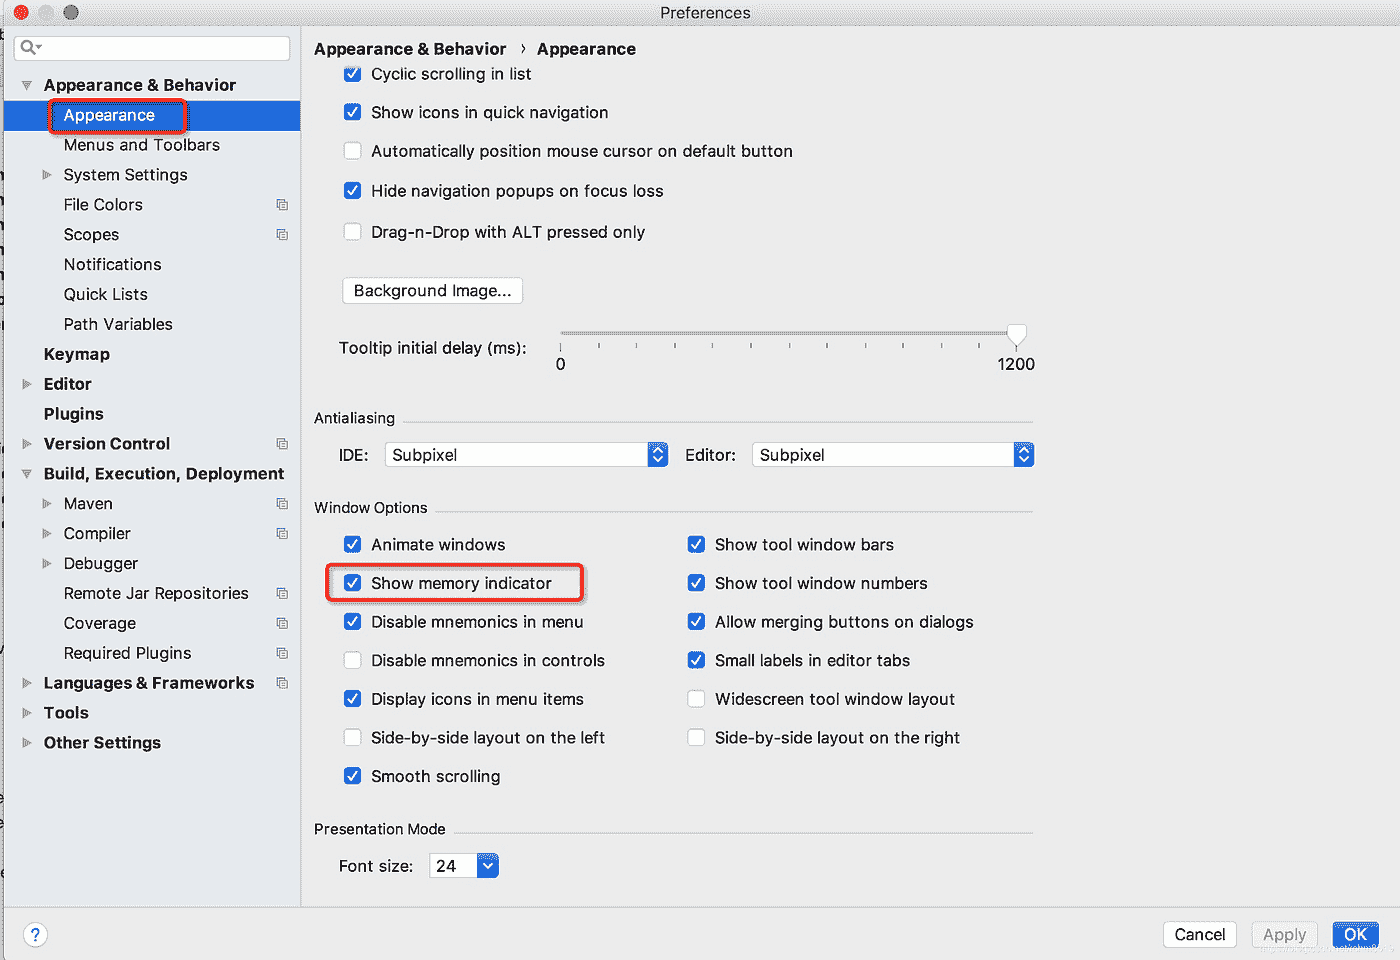 Preferences
Appearance & Behavior
Appearance
Menus and Toolbars
System Settings
File Colors
Scopes
Notifications
Quick Lists
Path Variables
Keymap
Editor
Plugins
Version Control
Build, Execution, Deployment
Maven
Compiler
Debugger
Remote Jar Repositories
Coverage
Required Plugins
Languages & Frameworks
Tools
Other Settings
Appearance & Behavior › Appearance
Cyclic scrolling in list
Show icons in quick navigation
Automatically position mouse cursor on default button
Hide navigation popups on focus loss
Drag-n-Drop with ALT pressed only
Background Image...
Tooltip initial delay (ms):
0 1200
Antialiasing
IDE: Subpixel Editor: Subpixel
Window Options
Animate windows Show tool window bars
Show memory indicator Show tool window numbers
Disable mnemonics in menu Allow merging buttons on dialogs
Disable mnemonics in controls Small labels in editor tabs
Display icons in menu items Widescreen tool window layout
Side-by-side layout on the left Side-by-side layout on the right
Smooth scrolling
Presentation Mode
Font size: 24
? Cancel Apply OK